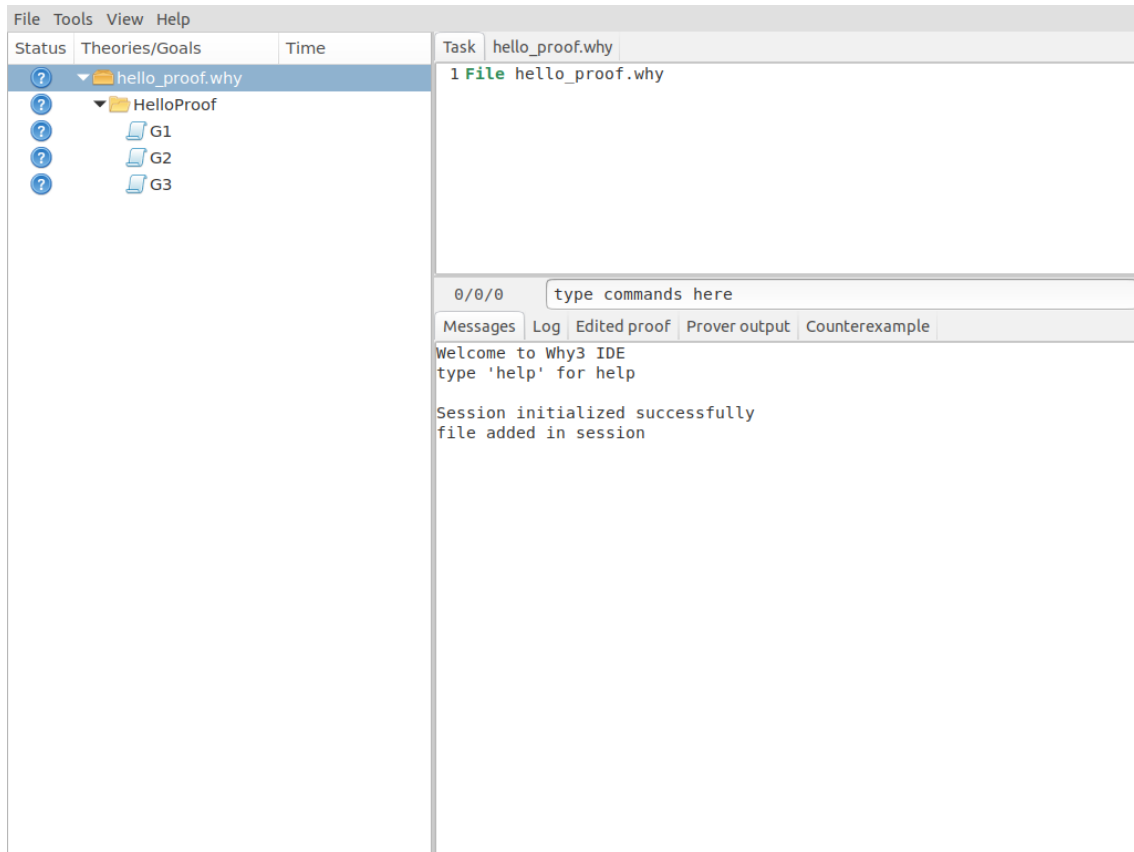 File Tools View Help
Status Theories/Goals Time
hello_proof.why
HelloProof
G1
G2
G3
Task hello_proof.why
1 File hello_proof.why
0/0/0 type commands here
Messages Log Edited proof Prover output Counterexample
Welcome to Why3 IDE
type 'help' for help
Session initialized successfully
file added in session